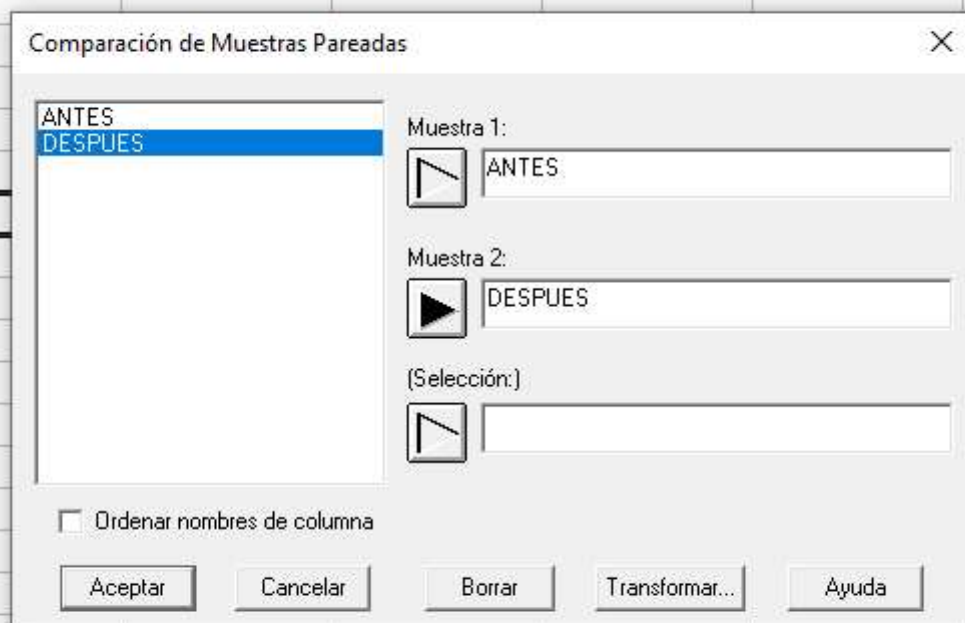 Comparación de Muestras Pareadas
ANTES
DESPUES
Muestra 1:
ANTES
Muestra 2:
DESPUES
(Selección:)
Ordenar nombres de columna
Aceptar
Cancelar
Borrar
Transformar...
Ayuda